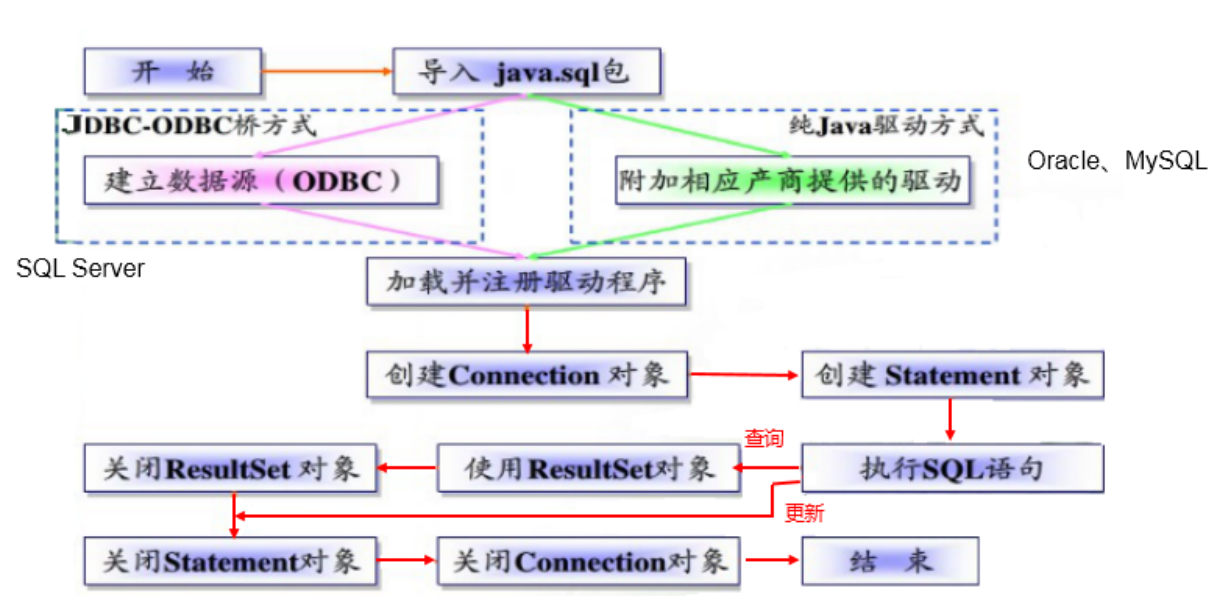 开 始
导入 java.sql包
JDBC-ODBC桥方式
纯Java驱动方式
建立数据源（ODBC）
附加相应产商提供的驱动
Oracle、MySQL
SQL Server
加载并注册驱动程序
创建Connection 对象
创建 Statement 对象
查询
关闭ResultSet 对象
使用ResultSet对象
执行SQL语句
更新
关闭Statement对象
关闭Connection对象
结 束